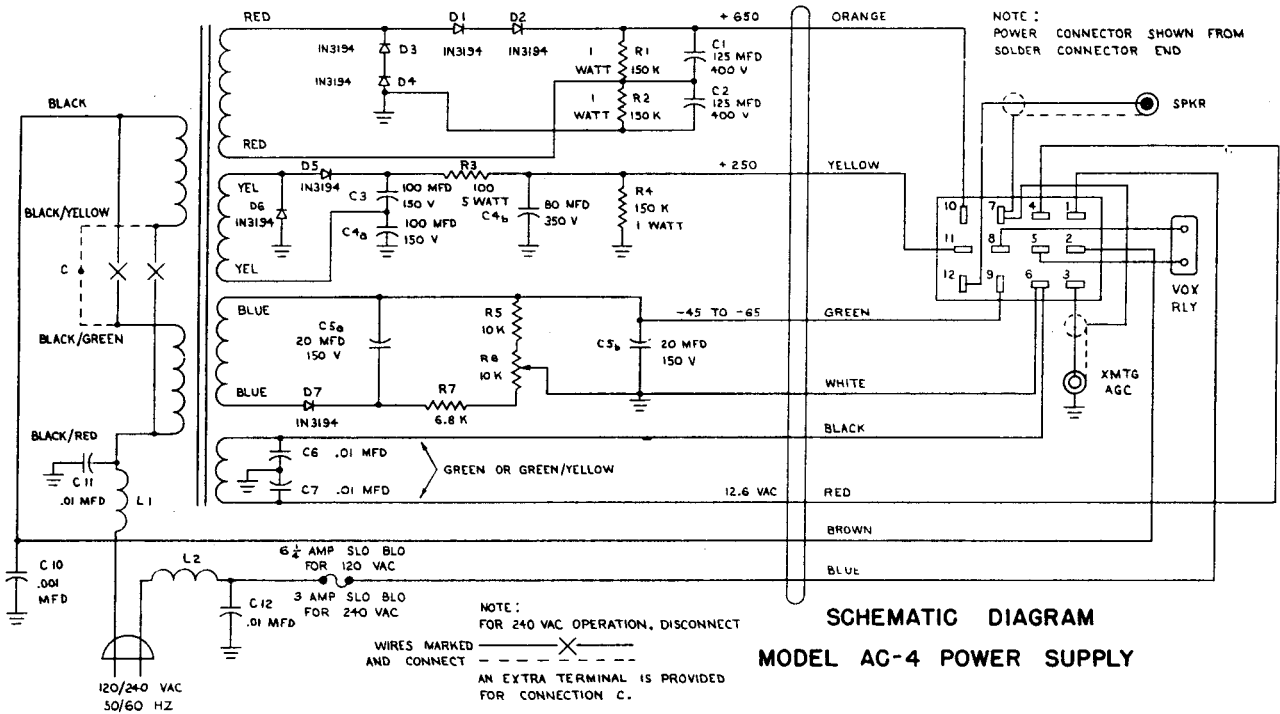 RED
D1
D2
+ 650
ORANGE
NOTE :
POWER CONNECTOR SHOWN FROM
SOLDER CONNECTOR END
IN3194
D3
IN3194
IN3194
1
WATT
R1
150 K
C1
125 MFD
400 V
IN3194
D4
1
WATT
R2
150 K
C2
125 MFD
400 V
BLACK
SPKR
RED
D5
IN3194
R3
100
5 WATT
+ 250
YELLOW
YEL
D6
IN3194
C3
100 MFD
150 V
C4a
100 MFD
150 V
C4b
80 MFD
350 V
R4
150 K
1 WATT
YEL
BLACK/YELLOW
C
BLACK/GREEN
10
7
4
1
11
8
5
2
12
9
6
3
VOX
RLY
BLUE
C5a
20 MFD
150 V
R5
10 K
R6
10 K
C5b
20 MFD
150 V
-45 TO -65
GREEN
BLUE
D7
IN3194
R7
6.8 K
WHITE
XMTG
AGC
BLACK/RED
BLACK
C6 .01 MFD
C7 .01 MFD
GREEN OR GREEN/YELLOW
C11
.01 MFD
L1
12.6 VAC
RED
BROWN
C10
.001
MFD
L2
6 1/4 AMP SLO BLO
FOR 120 VAC
3 AMP SLO BLO
FOR 240 VAC
BLUE
C12
.01 MFD
NOTE :
FOR 240 VAC OPERATION, DISCONNECT
WIRES MARKED
AND CONNECT
AN EXTRA TERMINAL IS PROVIDED
FOR CONNECTION C.
SCHEMATIC DIAGRAM
MODEL AC-4 POWER SUPPLY
120/240 VAC
50/60 HZ